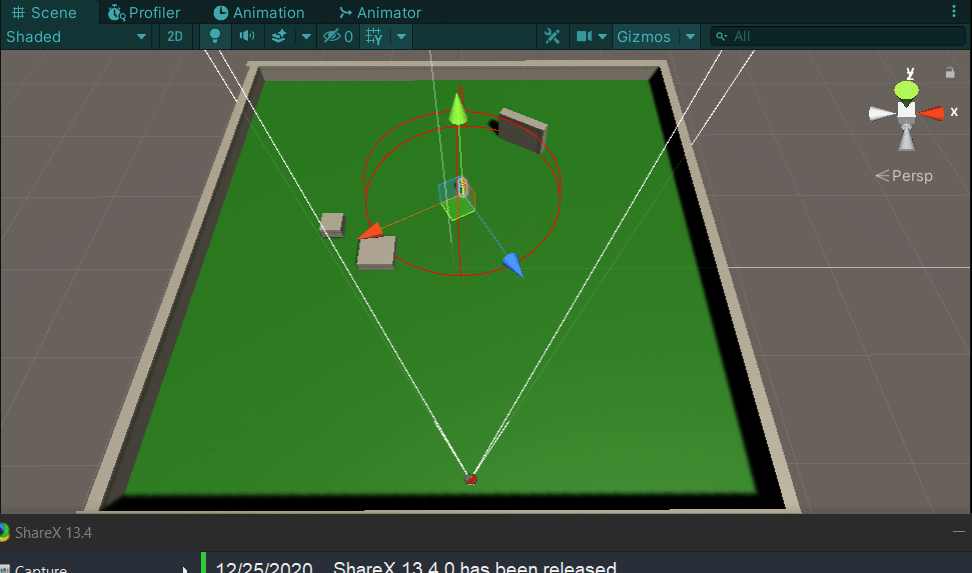 Scene Profiler Animation Animator
Shaded 2D 0 Gizmos All
y
x
Persp
ShareX 13.4
Capture 12/25/2020 ShareX 13.4.0 has been released